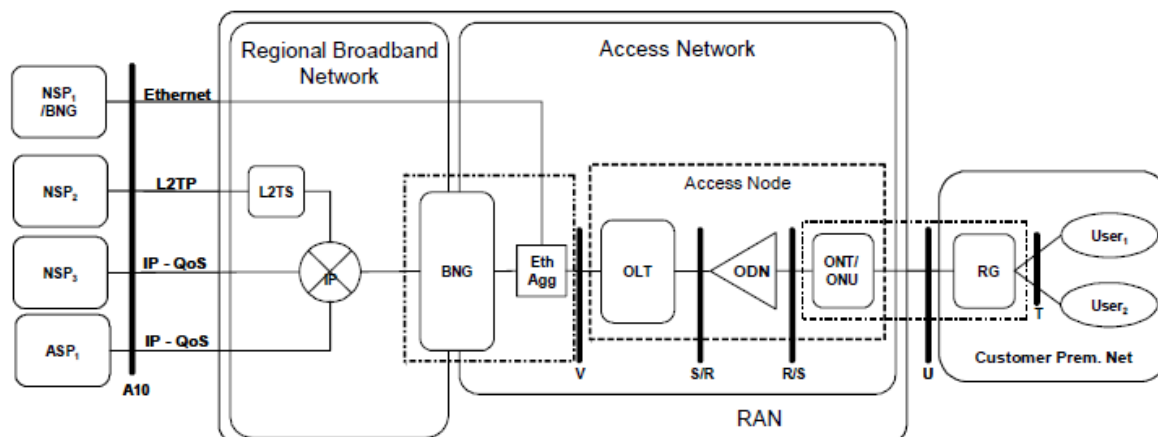 Regional Broadband
Network
Access Network
NSP₁
/BNG
Ethernet
NSP₂
L2TP
L2TS
Access Node
NSP₃
IP - QoS
IP
BNG
Eth
Agg
OLT
ODN
ONT/
ONU
RG
User₁
User₂
T
ASP₁
IP - QoS
A10
V
S/R
R/S
U
Customer Prem. Net
RAN